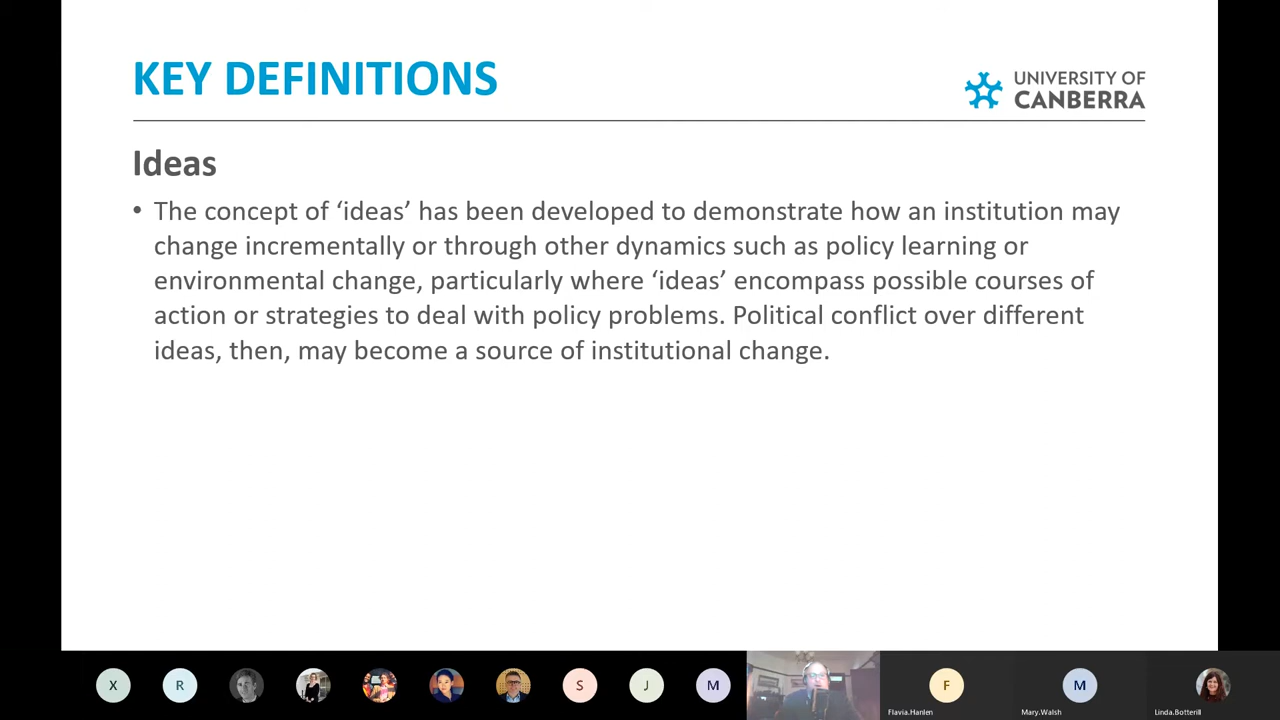 KEY DEFINITIONS
UNIVERSITY OF
CANBERRA
Ideas
• The concept of ‘ideas’ has been developed to demonstrate how an institution may
change incrementally or through other dynamics such as policy learning or
environmental change, particularly where ‘ideas’ encompass possible courses of
action or strategies to deal with policy problems. Political conflict over different
ideas, then, may become a source of institutional change.
X
R
S
J
M
F
M
Flavia.Hanlen
Mary.Walsh
Linda.Botterill